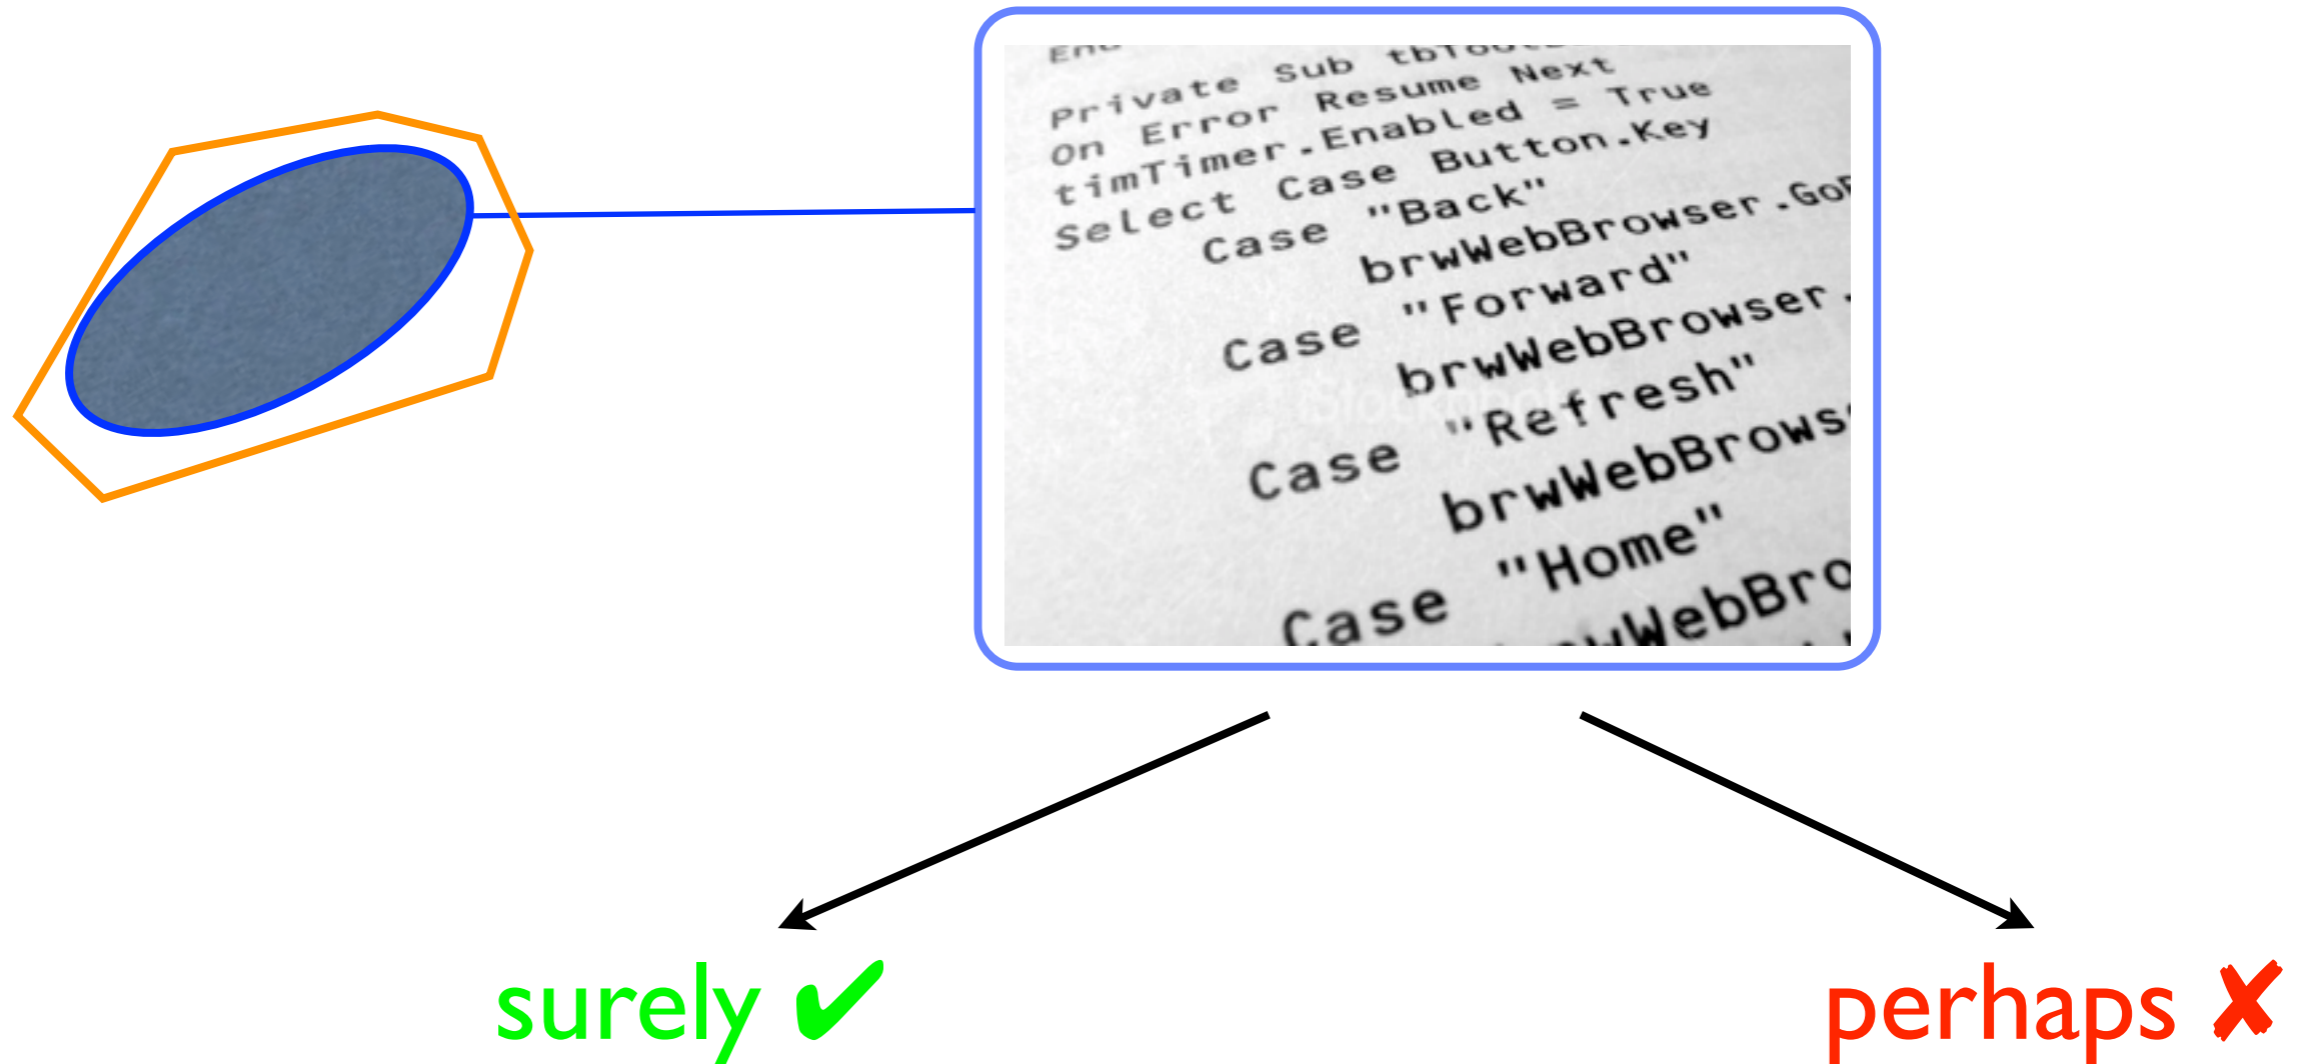 Private Sub
On Error Resume Next
timTimer.Enabled = True
Select Case Button.Key
Case "Back"
brwWebBrowser.
Case "Forward"
brwWebBrowser.
Case "Refresh"
brwWebBrows
Case "Home"
surely ✔
perhaps ✘